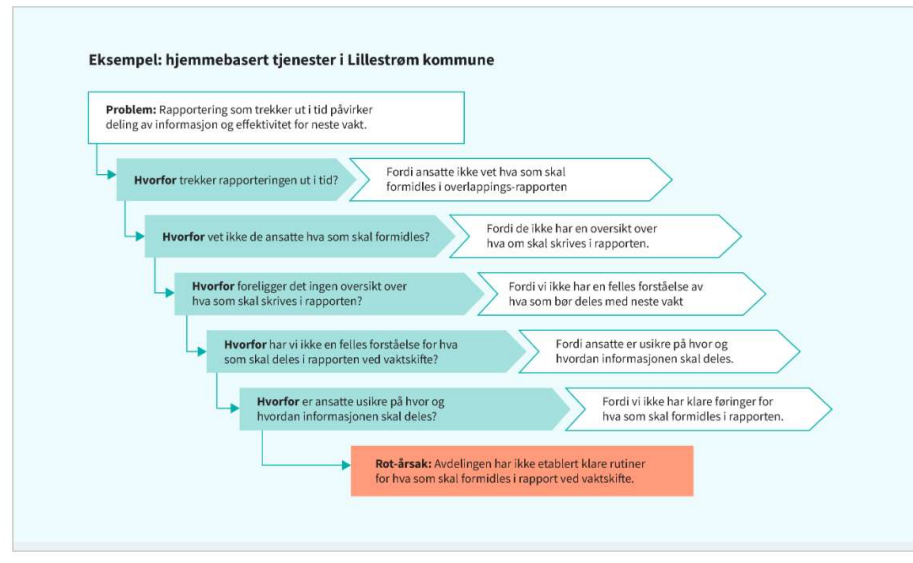 Eksempel: hjemmebasert tjenester i Lillestrøm kommune
Problem: Rapportering som trekker ut i tid påvirker
deling av informasjon og effektivitet for neste vakt.
Hvorfor trekker rapporteringen ut i tid?
Fordi ansatte ikke vet hva som skal
formidles i overlappings-rapporten
Hvorfor vet ikke de ansatte hva som skal formidles?
Fordi de ikke har en oversikt over
hva om skal skrives i rapporten.
Hvorfor foreligger det ingen oversikt over
hva som skal skrives i rapporten?
Fordi vi ikke har en felles forståelse av
hva som bør deles med neste vakt
Hvorfor har vi ikke en felles forståelse for hva
som skal deles i rapporten ved vaktskifte?
Fordi ansatte er usikre på hvor og
hvordan informasjonen skal deles.
Hvorfor er ansatte usikre på hvor og
hvordan informasjonen skal deles?
Fordi vi ikke har klare føringer for
hva som skal formidles i rapporten.
Rot-årsak: Avdelingen har ikke etablert klare rutiner
for hva som skal formidles i rapport ved vaktskifte.